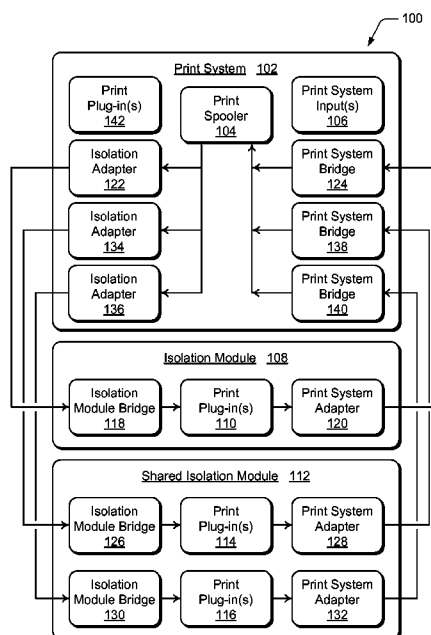 100
Print System 102
Print
Plug-in(s)
142
Print
Spooler
104
Print System
Input(s)
106
Isolation
Adapter
122
Print System
Bridge
124
Isolation
Adapter
134
Print System
Bridge
138
Isolation
Adapter
136
Print System
Bridge
140
Isolation Module 108
Isolation
Module Bridge
118
Print
Plug-in(s)
110
Print System
Adapter
120
Shared Isolation Module 112
Isolation
Module Bridge
126
Print
Plug-in(s)
114
Print System
Adapter
128
Isolation
Module Bridge
130
Print
Plug-in(s)
116
Print System
Adapter
132